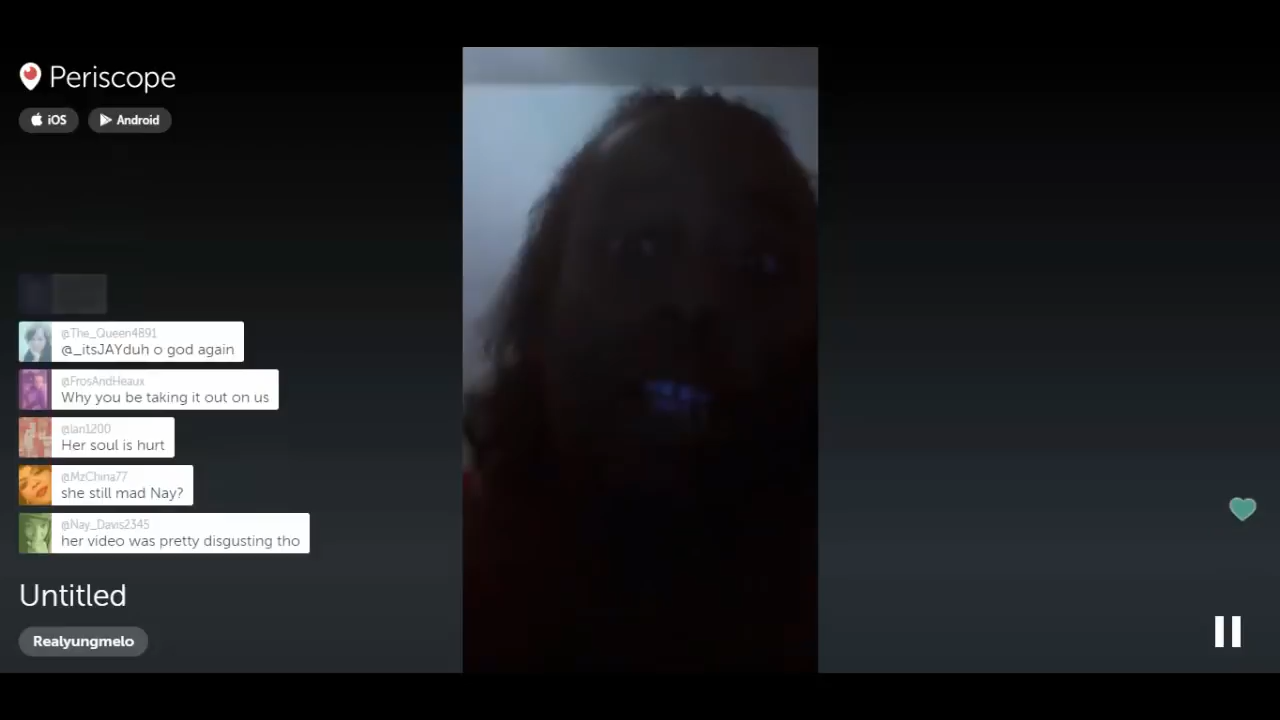 Periscope
iOS
Android
@The_Queen4891
@_itsJAYduh o god again
@FrosAndHeaux
Why you be taking it out on us
@Ian1200
Her soul is hurt
@MzChina77
she still mad Nay?
@Nay_Davis2345
her video was pretty disgusting tho
Untitled
Realyungmelo